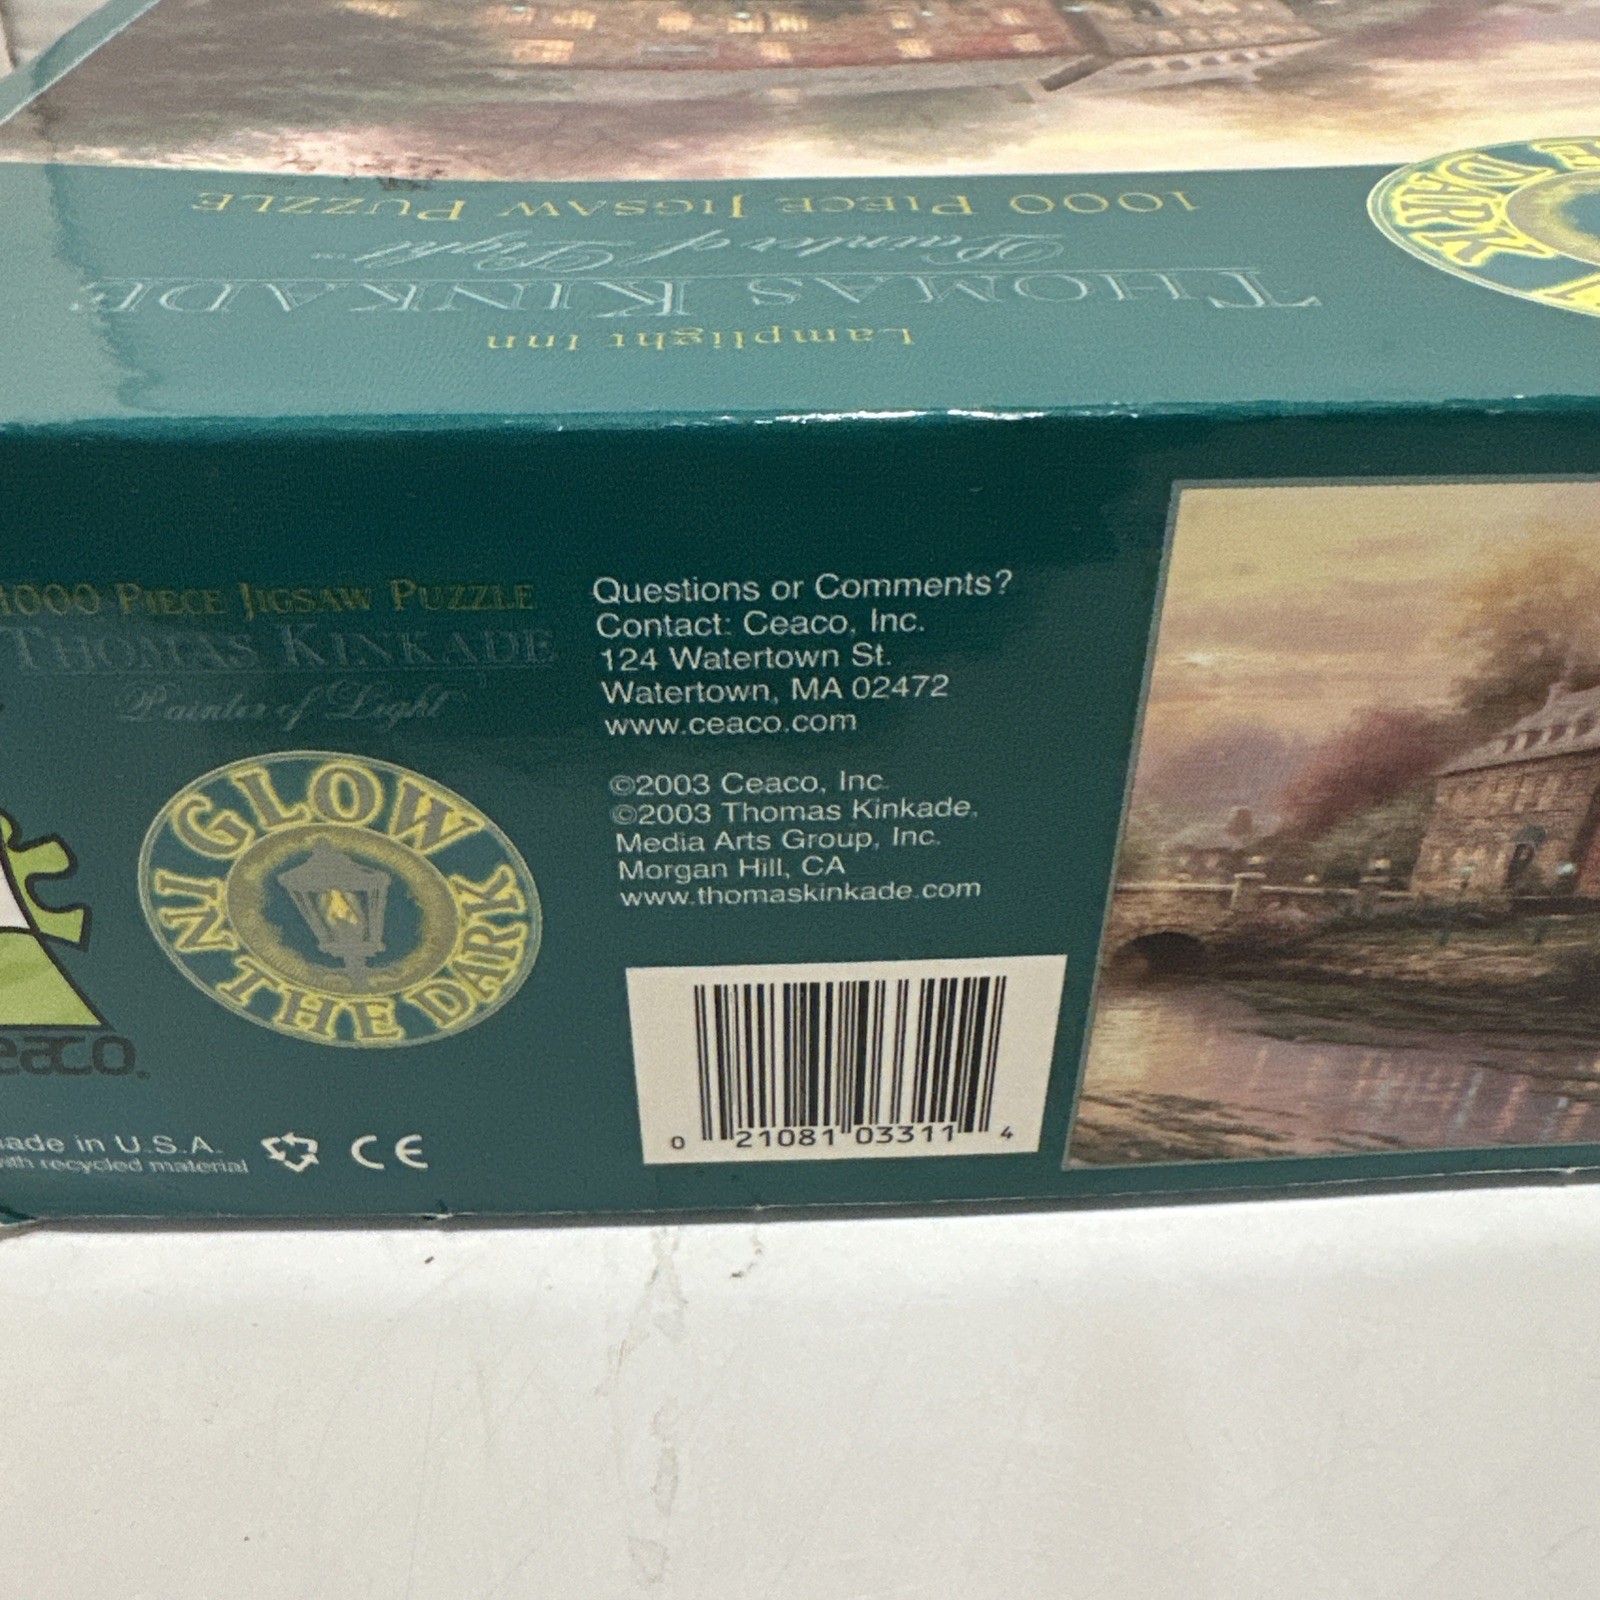 1000 Piece Jigsaw Puzzle
Painter of Light™
Thomas Kinkade
Lamplight Inn
DARK
1000 Piece Jigsaw Puzzle
Thomas Kinkade
Painter of Light
GLOW IN THE DARK
Questions or Comments?
Contact: Ceaco, Inc.
124 Watertown St.
Watertown, MA 02472
www.ceaco.com
©2003 Ceaco, Inc.
©2003 Thomas Kinkade,
Media Arts Group, Inc.
Morgan Hill, CA
www.thomaskinkade.com
eaco
ade in U.S.A.
with recycled material
CE
0 21081 03311 4